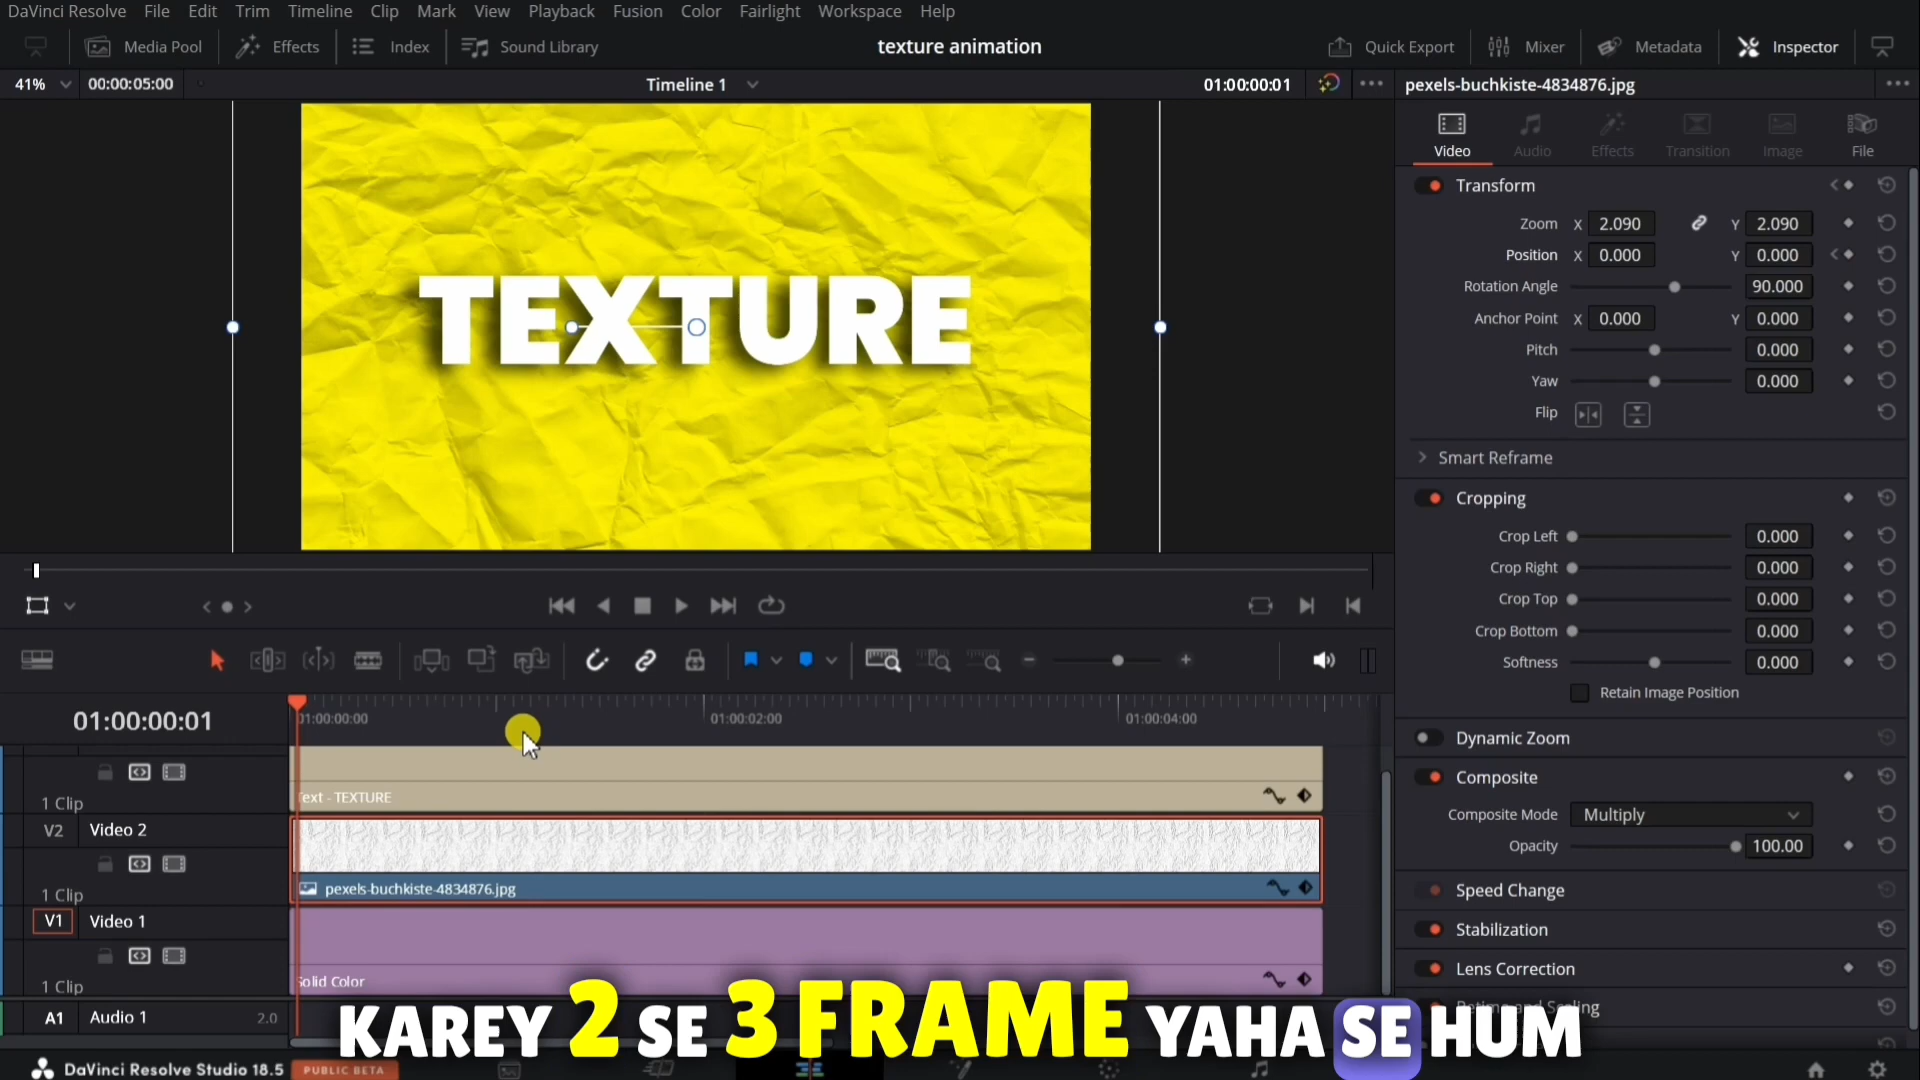 DaVinci Resolve File Edit Trim Timeline Clip Mark View Playback Fusion Color Fairlight Workspace Help
Media Pool Effects Index Sound Library texture animation Quick Export Mixer Metadata Inspector
41% 00:00:05:00 Timeline 1 01:00:00:01 pexels-buchkiste-4834876.jpg
Video Audio Effects Transition Image File
Transform
Zoom X 2.090 Y 2.090
Position X 0.000 Y 0.000
Rotation Angle 90.000
Anchor Point X 0.000 Y 0.000
Pitch 0.000
Yaw 0.000
Flip
Smart Reframe
Cropping
Crop Left 0.000
Crop Right 0.000
Crop Top 0.000
Crop Bottom 0.000
Softness 0.000
Retain Image Position
Dynamic Zoom
Composite
Composite Mode Multiply
Opacity 100.00
Speed Change
Stabilization
Lens Correction
TEXTURE
01:00:00:01 01:00:00:00 01:00:02:00 01:00:04:00
1 Clip Text - TEXTURE
V2 Video 2
1 Clip pexels-buchkiste-4834876.jpg
V1 Video 1
1 Clip Solid Color
A1 Audio 1 2.0
KAREY 2 SE 3 FRAME YAHA SE HUM
DaVinci Resolve Studio 18.5 PUBLIC BETA